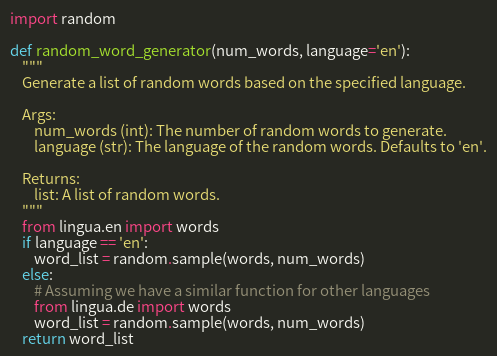 import random

def random_word_generator(num_words, language='en'):
    """
    Generate a list of random words based on the specified language.

    Args:
        num_words (int): The number of random words to generate.
        language (str): The language of the random words. Defaults to 'en'.

    Returns:
        list: A list of random words.
    """
    from lingua.en import words
    if language == 'en':
        word_list = random.sample(words, num_words)
    else:
        # Assuming we have a similar function for other languages
        from lingua.de import words
        word_list = random.sample(words, num_words)
    return word_list